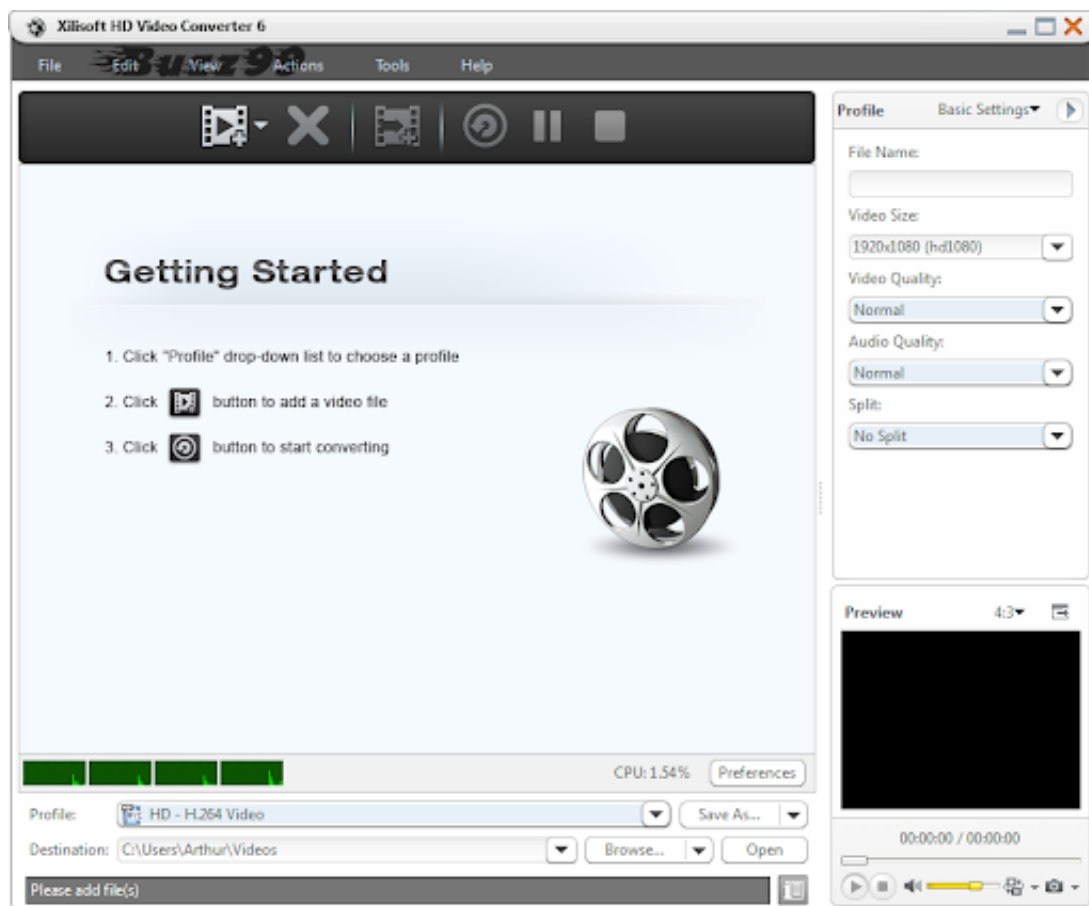 Xilisoft HD Video Converter 6
File Edit View Actions Tools Help
Buzz99
Profile Basic Settings
File Name:
Video Size:
1920x1080 (hd1080)
Video Quality:
Normal
Audio Quality:
Normal
Split:
No Split
Getting Started
1. Click "Profile" drop-down list to choose a profile
2. Click button to add a video file
3. Click button to start converting
Preview 4:3
00:00:00 / 00:00:00
CPU: 1.54% Preferences
Profile: HD - H.264 Video Save As...
Destination: C:\Users\Arthur\Videos Browse... Open
Please add file(s)